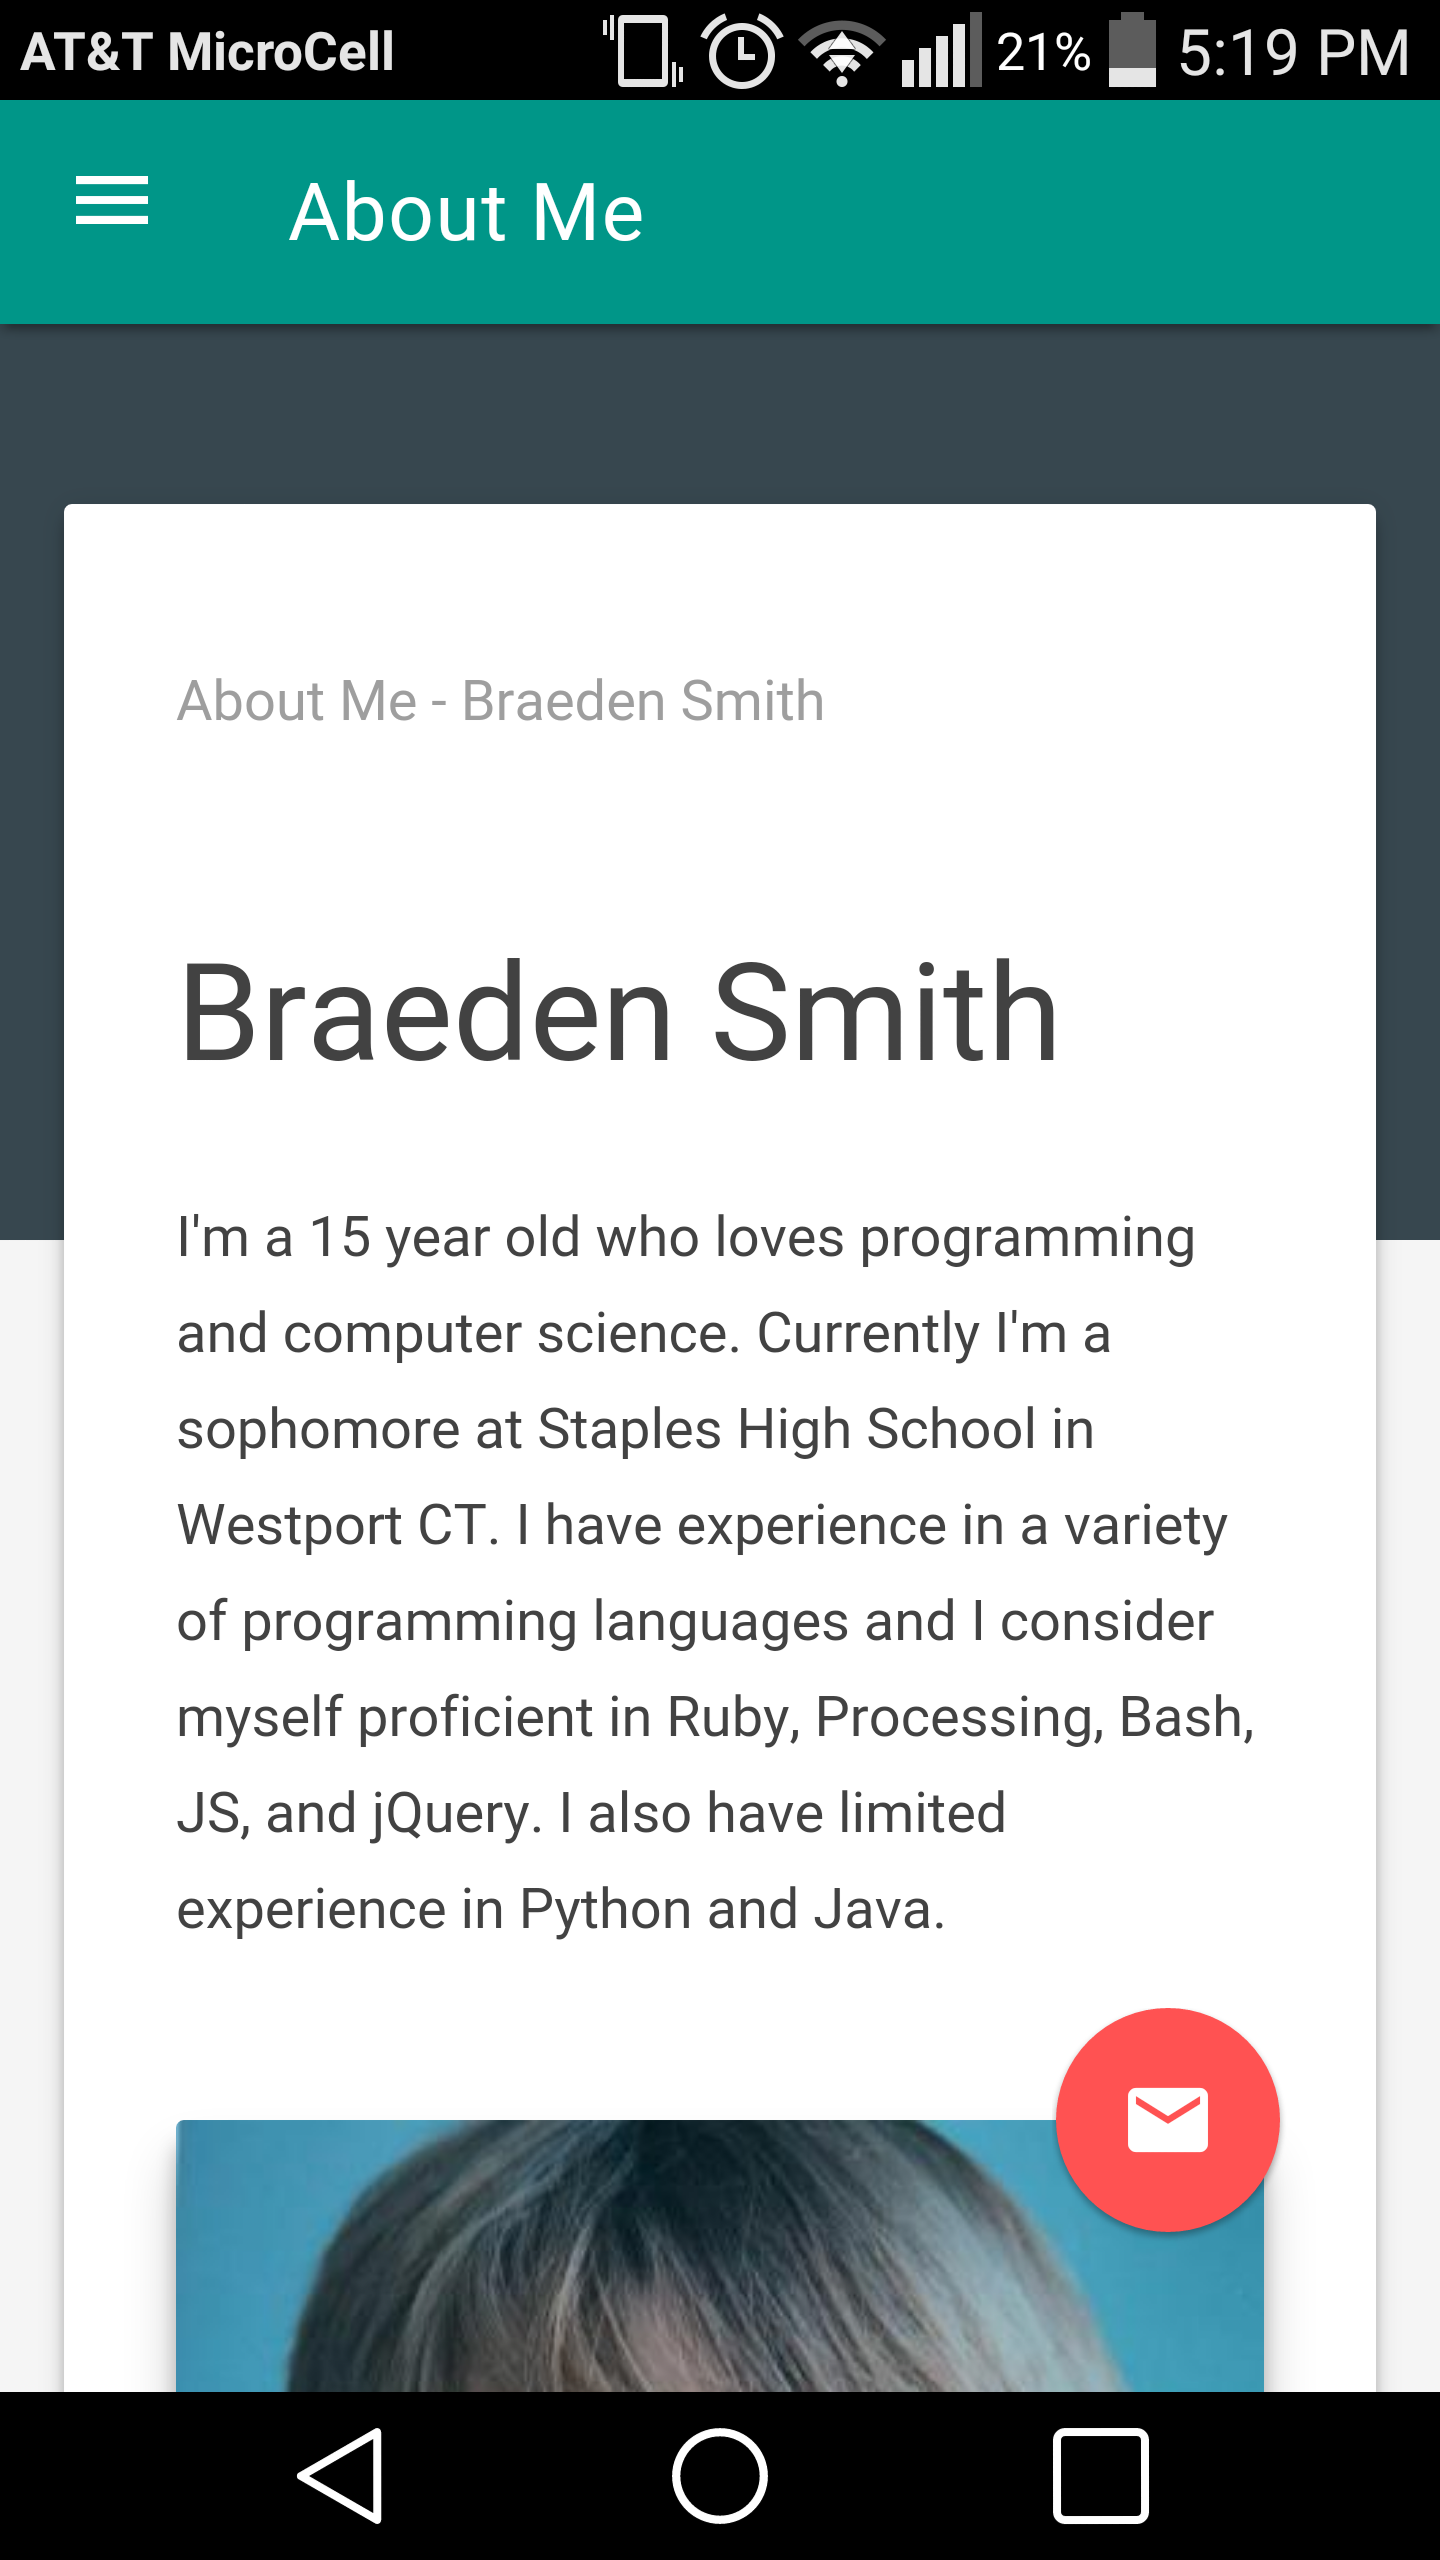 AT&T MicroCell 21% 5:19 PM
About Me
About Me - Braeden Smith
Braeden Smith
I'm a 15 year old who loves programming
and computer science. Currently I'm a
sophomore at Staples High School in
Westport CT. I have experience in a variety
of programming languages and I consider
myself proficient in Ruby, Processing, Bash,
JS, and jQuery. I also have limited
experience in Python and Java.